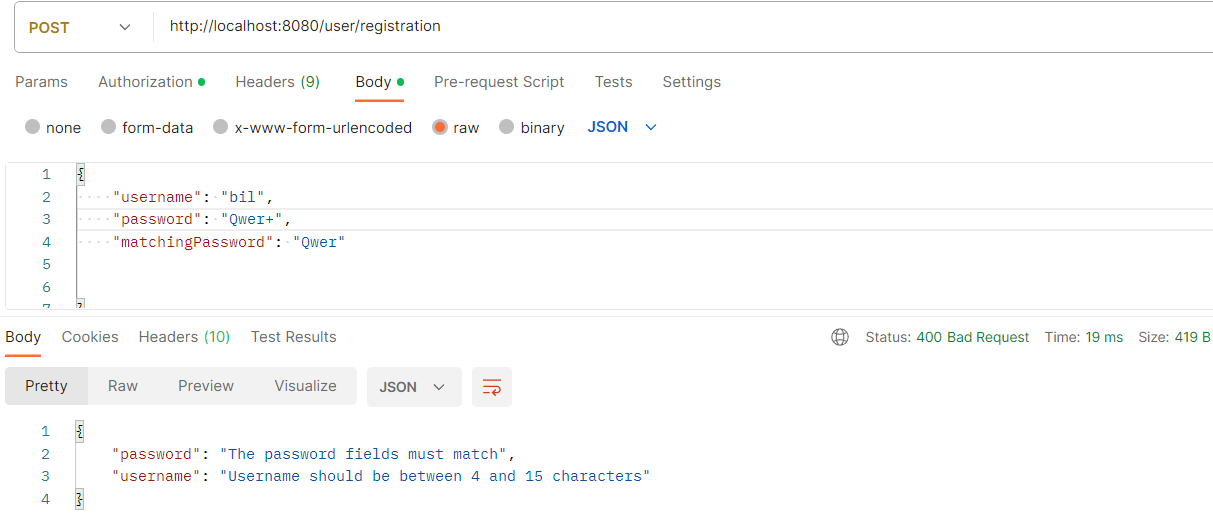 POST http://localhost:8080/user/registration
Params Authorization Headers (9) Body Pre-request Script Tests Settings
none form-data x-www-form-urlencoded raw binary JSON
1 {
2 "username": "bil",
3 "password": "Qwer+",
4 "matchingPassword": "Qwer"
5
6
7 }
Body Cookies Headers (10) Test Results Status: 400 Bad Request Time: 19 ms Size: 419 B
Pretty Raw Preview Visualize JSON
1 {
2 "password": "The password fields must match",
3 "username": "Username should be between 4 and 15 characters"
4 }